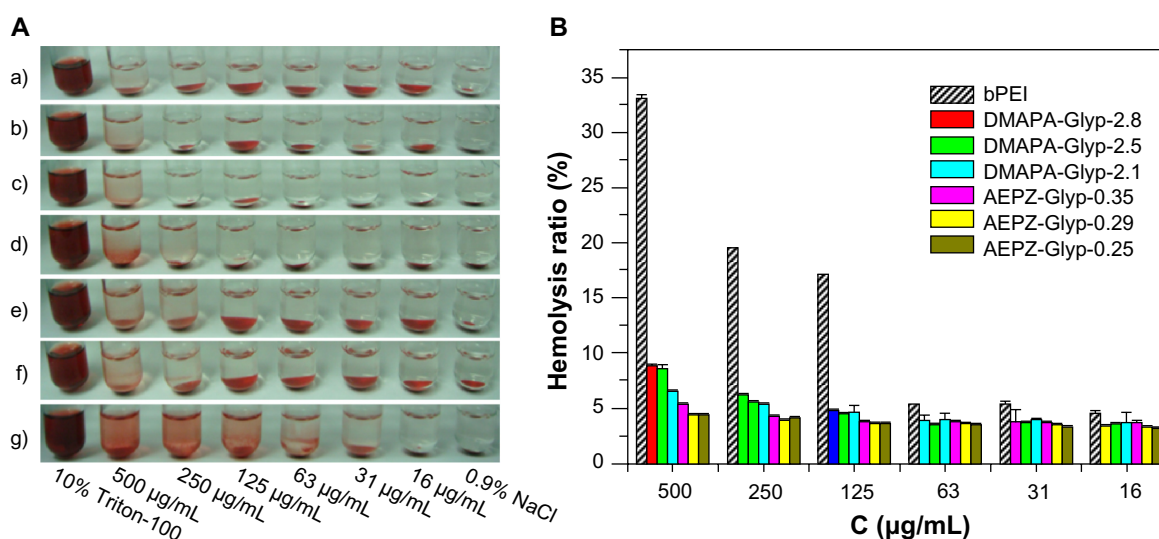 A
a)
b)
c)
d)
e)
f)
g)
10% Triton-100
500 µg/mL
250 µg/mL
125 µg/mL
63 µg/mL
31 µg/mL
16 µg/mL
0.9% NaCl
B
Hemolysis ratio (%)
35
30
25
20
15
10
5
0
bPEI
DMAPA-Glyp-2.8
DMAPA-Glyp-2.5
DMAPA-Glyp-2.1
AEPZ-Glyp-0.35
AEPZ-Glyp-0.29
AEPZ-Glyp-0.25
500 250 125 63 31 16
C (µg/mL)